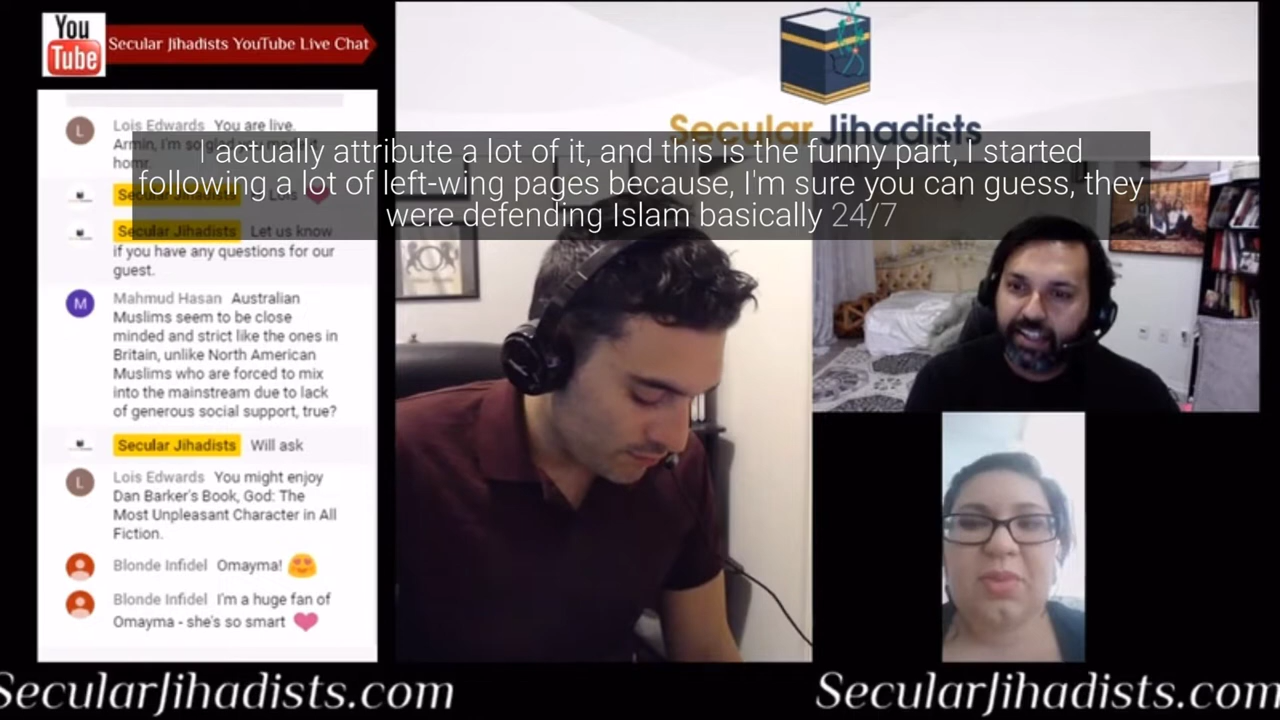 You
Tube
Secular Jihadists YouTube Live Chat
Secular Jihadists
I actually attribute a lot of it, and this is the funny part, I started
following a lot of left-wing pages because, I'm sure you can guess, they
were defending Islam basically 24/7
L
Lois Edwards You are live.
Armin, I'm so
home.
Secular Jihadists
Secular Jihadists Let us know
if you have any questions for our
guest.
M
Mahmud Hasan Australian
Muslims seem to be close
minded and strict like the ones in
Britain, unlike North American
Muslims who are forced to mix
into the mainstream due to lack
of generous social support, true?
Secular Jihadists Will ask
L
Lois Edwards You might enjoy
Dan Barker's Book, God: The
Most Unpleasant Character in All
Fiction.
Blonde Infidel Omayma!
Blonde Infidel I'm a huge fan of
Omayma - she's so smart
SecularJihadists.com
SecularJihadists.com